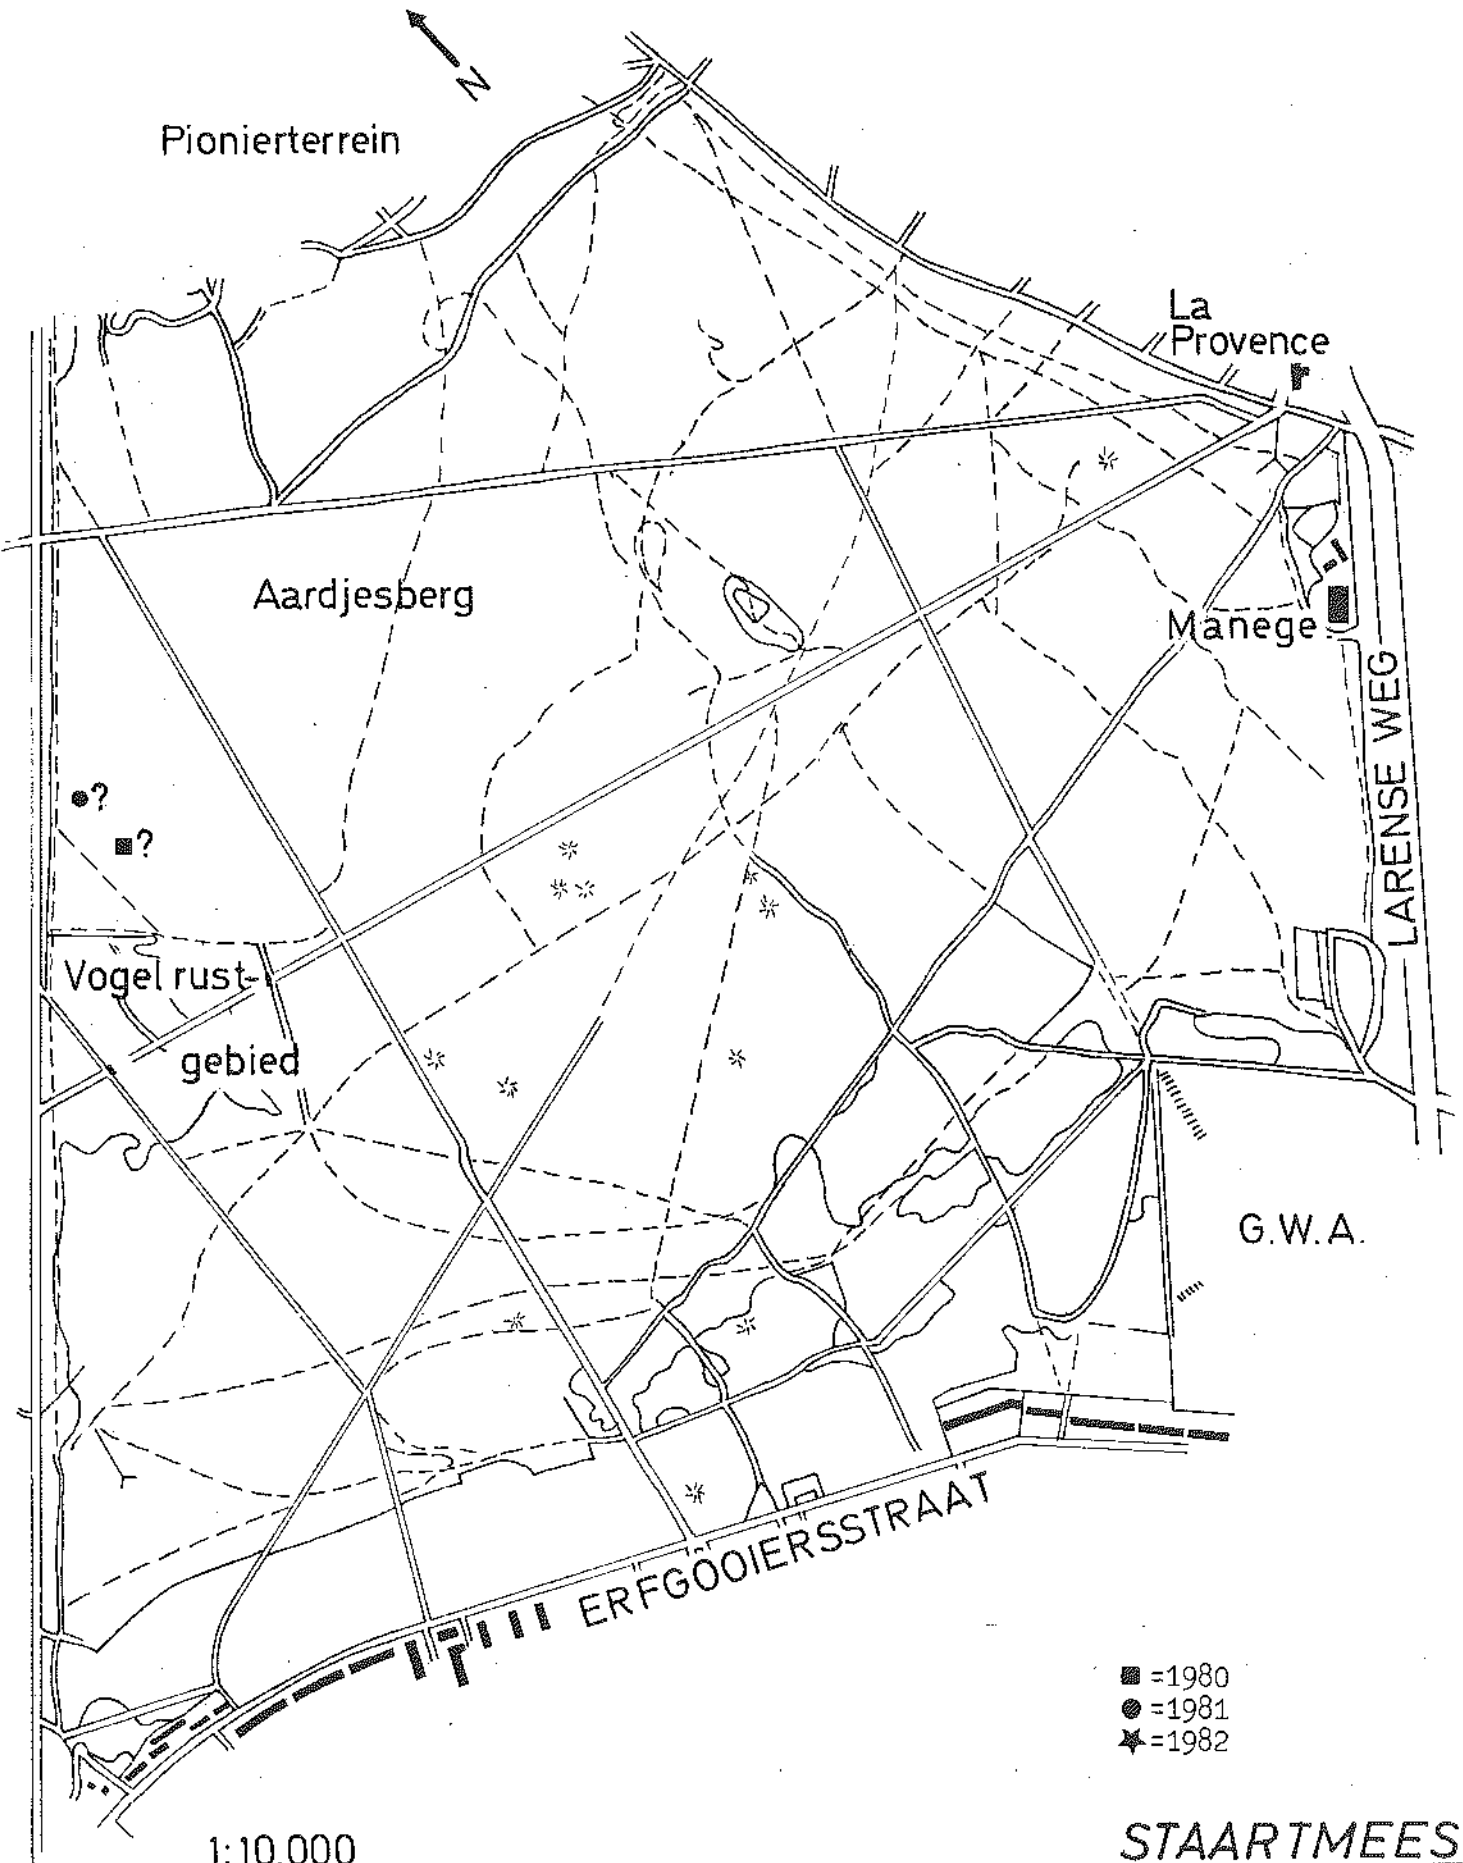 N
Pionierterrein
La
Provence
Aardjesberg
Manege
LARENSE WEG
?
?
Vogel rust-
gebied
G.W.A.
ERFGOOIERSSTRAAT
■ =1980
● =1981
★ =1982
1:10.000
STAARTMEES